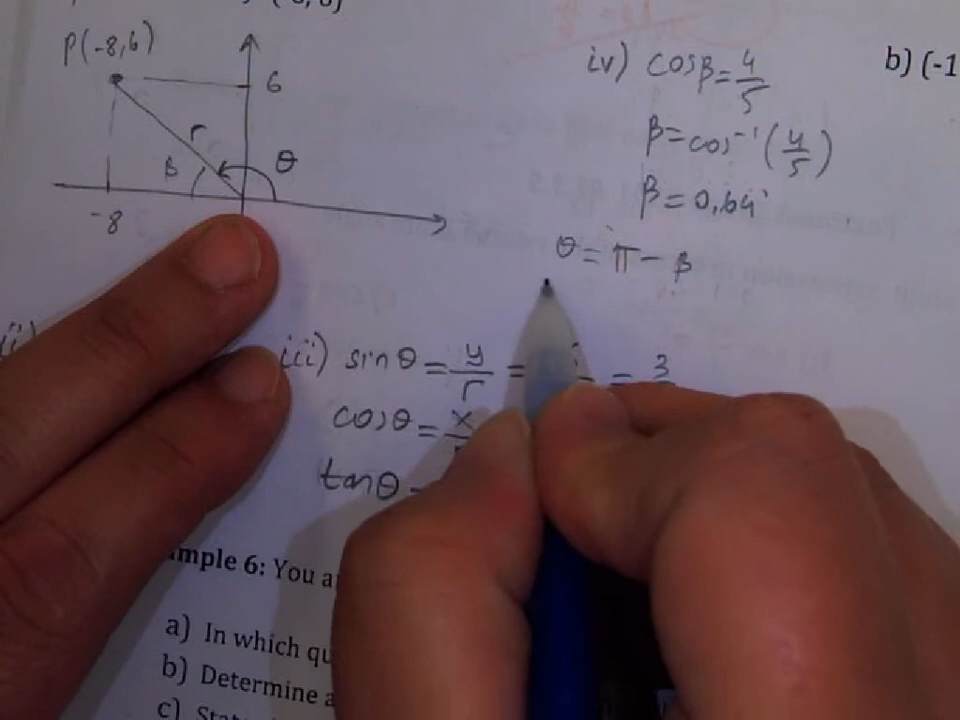 P(-8,6)
6
r
β
θ
-8
iv) cosβ = 4/5
β = cos⁻¹(4/5)
β = 0,64
θ = π - β
b) (-1
iii) sinθ = y/r = = 3
cosθ = x
tanθ
mple 6: You a
a) In which qu
b) Determine a
c)